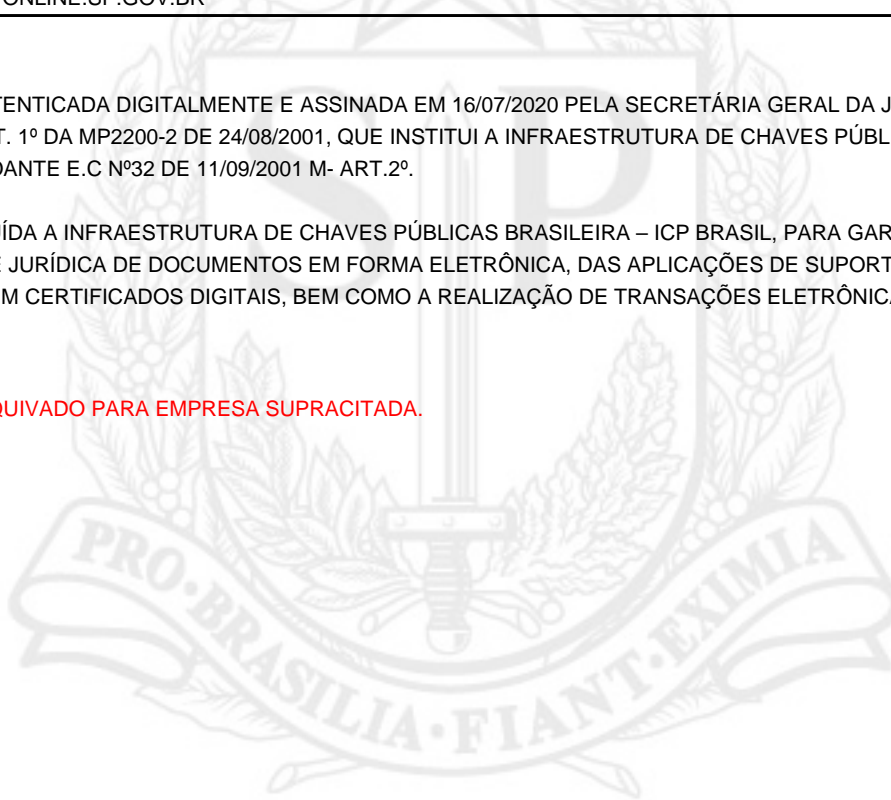 ONLINE.SP.GOV.BR
TENTICADA DIGITALMENTE E ASSINADA EM 16/07/2020 PELA SECRETÁRIA GERAL DA J
T. 1º DA MP2200-2 DE 24/08/2001, QUE INSTITUI A INFRAESTRUTURA DE CHAVES PÚBL
DANTE E.C Nº32 DE 11/09/2001 M- ART.2º.
UÍDA A INFRAESTRUTURA DE CHAVES PÚBLICAS BRASILEIRA – ICP BRASIL, PARA GAR
E JURÍDICA DE DOCUMENTOS EM FORMA ELETRÔNICA, DAS APLICAÇÕES DE SUPORT
M CERTIFICADOS DIGITAIS, BEM COMO A REALIZAÇÃO DE TRANSAÇÕES ELETRÔNICA
QUIVADO PARA EMPRESA SUPRACITADA.
SP
PRO·BRASILIA·FIANT·EXIMIA